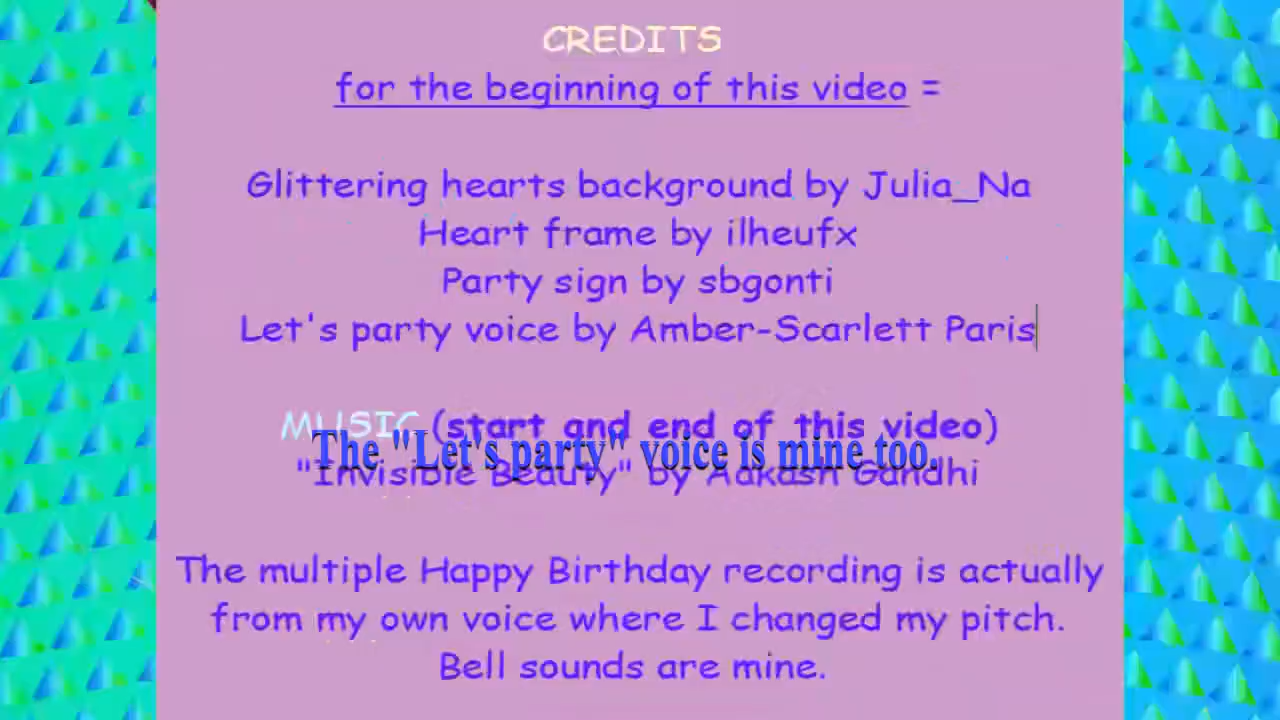 CREDITS
for the beginning of this video =
Glittering hearts background by Julia_Na
Heart frame by ilheufx
Party sign by sbgonti
Let's party voice by Amber-Scarlett Paris
MUSIC (start and end of this video)
The "Let's party" voice is mine too.
"Invisible Beauty" by Aakash Gandhi
The multiple Happy Birthday recording is actually
from my own voice where I changed my pitch.
Bell sounds are mine.